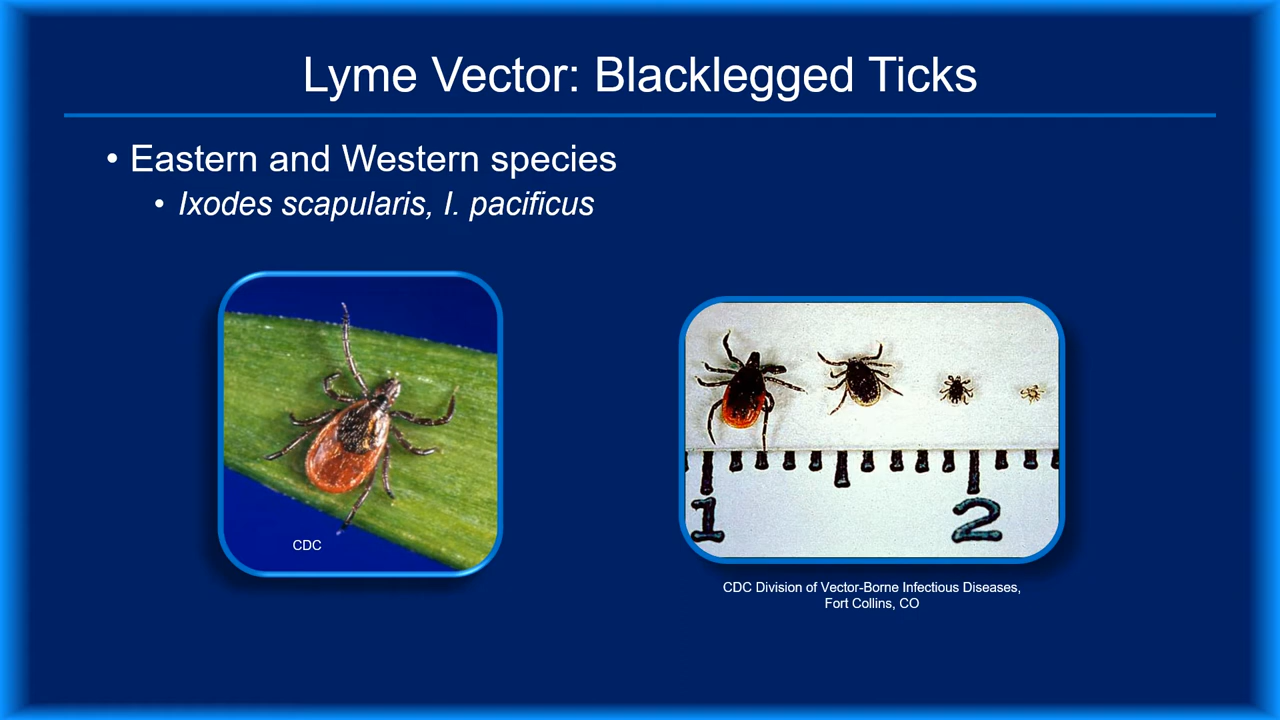 Lyme Vector: Blacklegged Ticks
• Eastern and Western species
• Ixodes scapularis, I. pacificus
CDC
1 2
CDC Division of Vector-Borne Infectious Diseases,
Fort Collins, CO